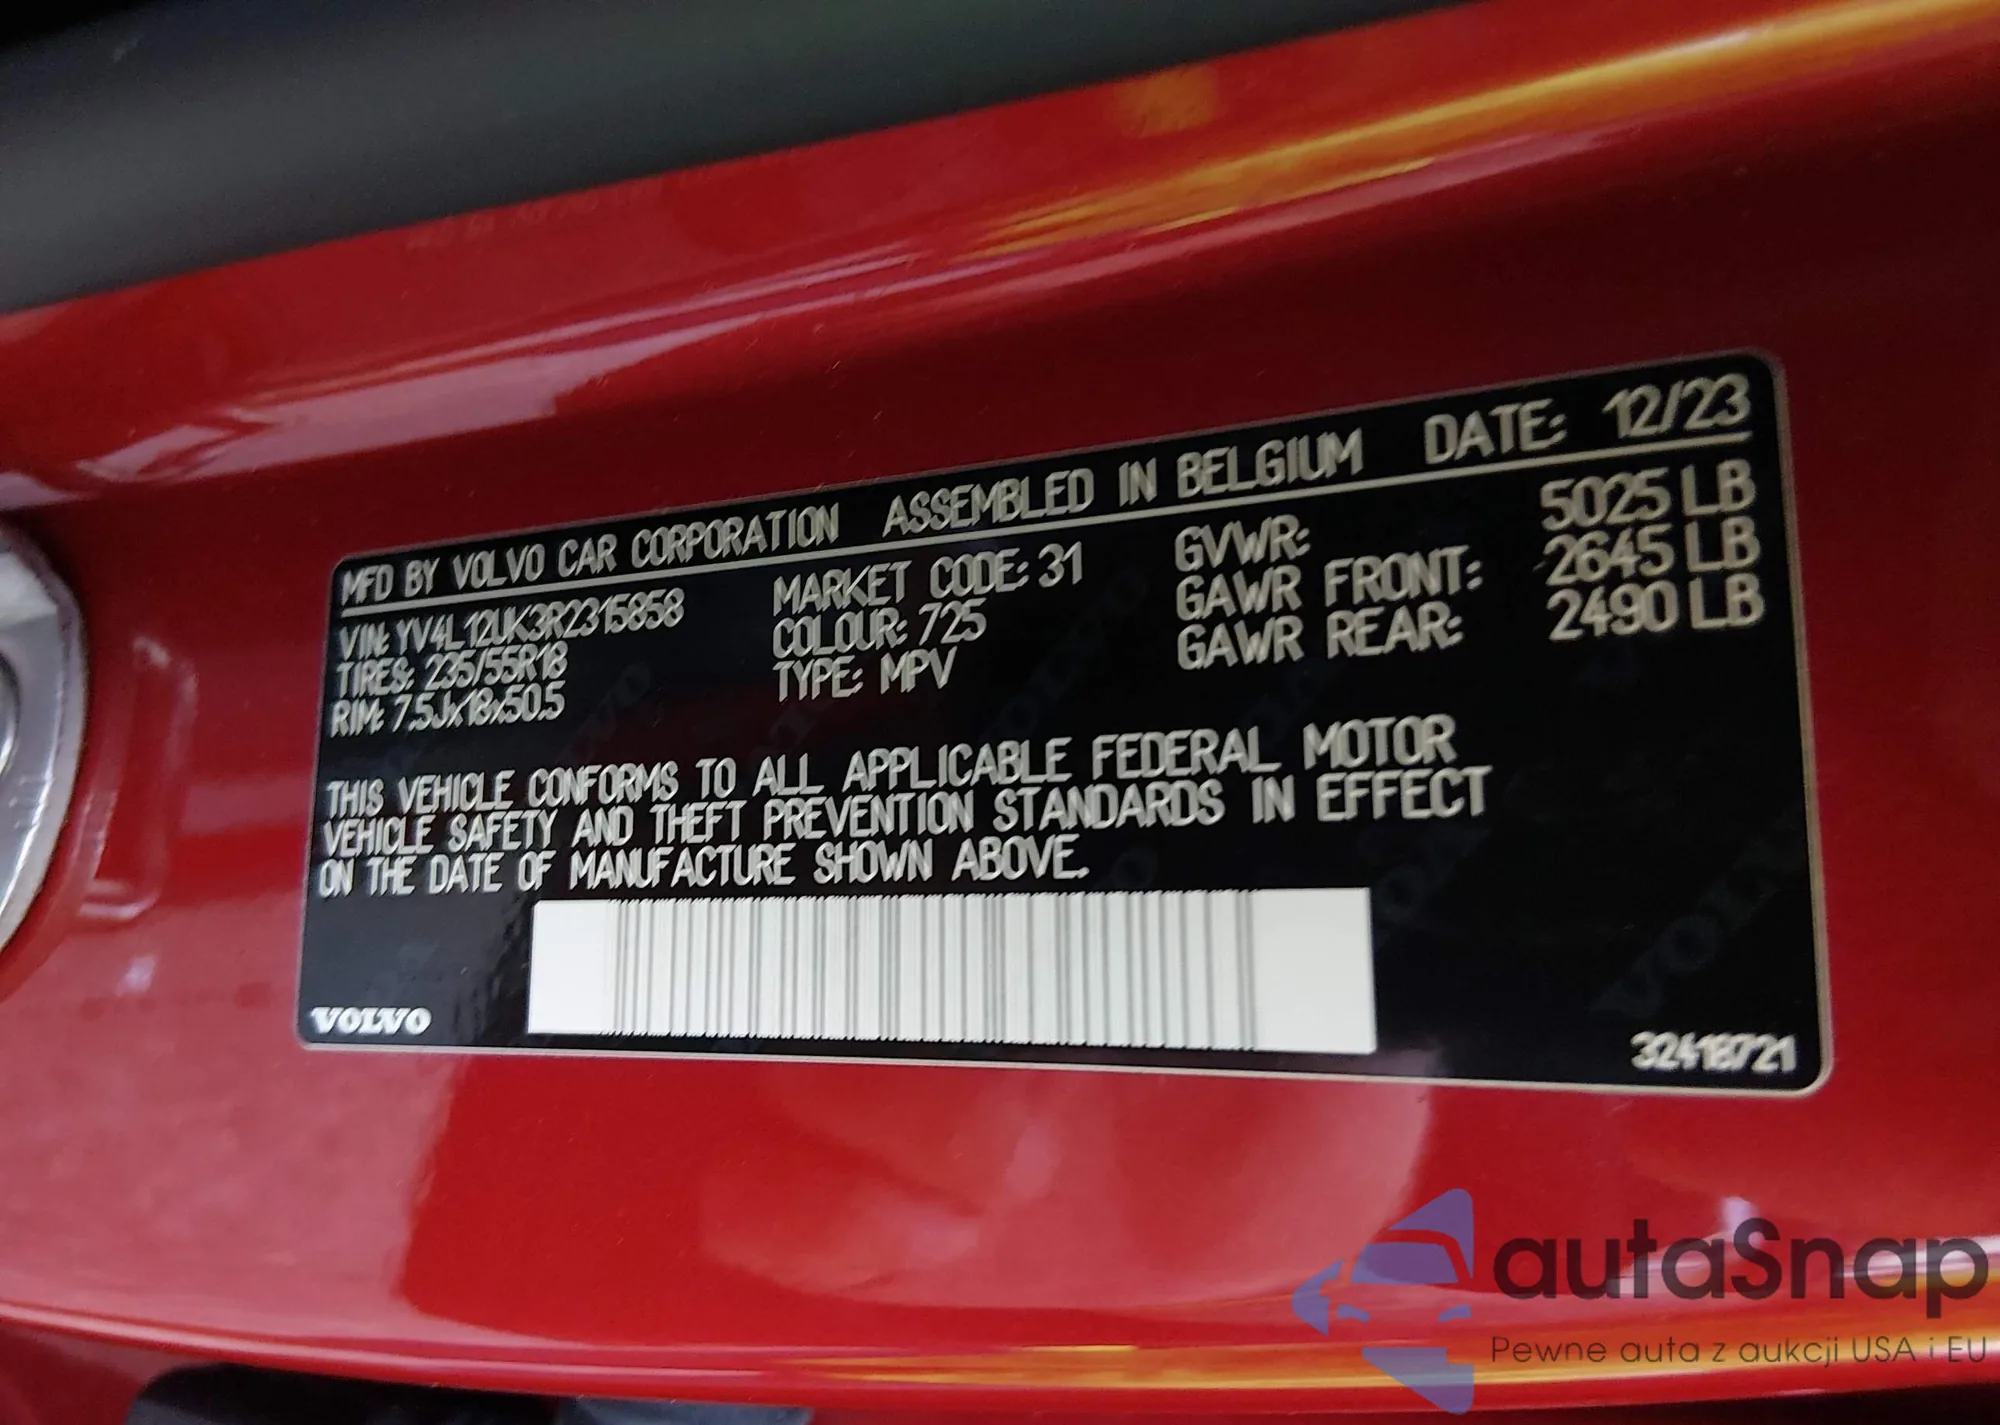 MFD BY VOLVO CAR CORPORATION ASSEMBLED IN BELGIUM DATE: 12/23
VIN: YV4L12UK3R2315858 MARKET CODE: 31 GVWR: 5025 LB
TIRES: 235/55R18 COLOUR: 725 GAWR FRONT: 2645 LB
RIM: 7.5Jx18x50.5 TYPE: MPV GAWR REAR: 2490 LB
THIS VEHICLE CONFORMS TO ALL APPLICABLE FEDERAL MOTOR
VEHICLE SAFETY AND THEFT PREVENTION STANDARDS IN EFFECT
ON THE DATE OF MANUFACTURE SHOWN ABOVE.
VOLVO
32418721
autaSnap
Pewne auta z aukcji USA i EU